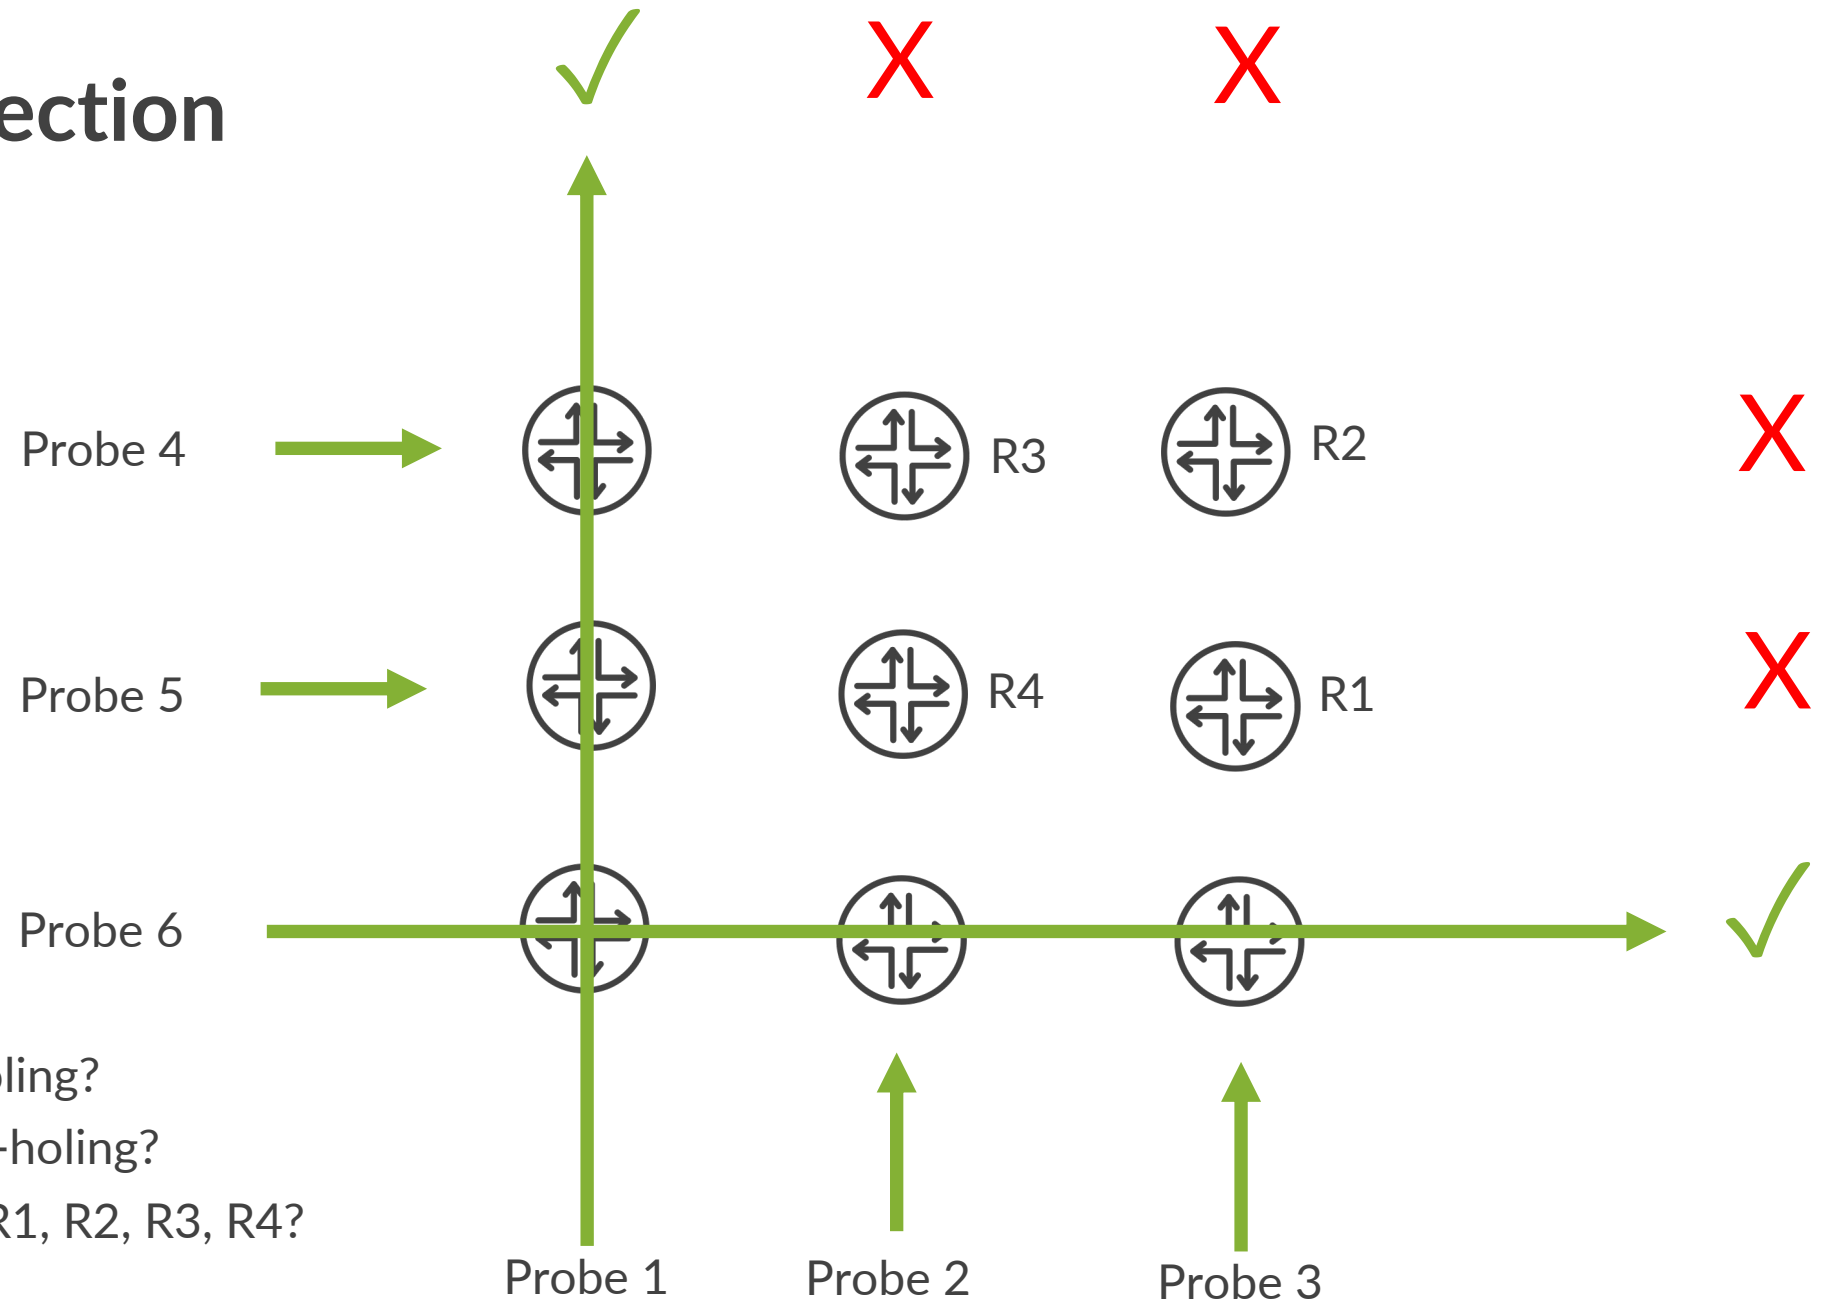 ection
X X
Probe 4 R3 R2 X
Probe 5 R4 R1 X
Probe 6
ling?
-holing?
R1, R2, R3, R4?
Probe 1 Probe 2 Probe 3